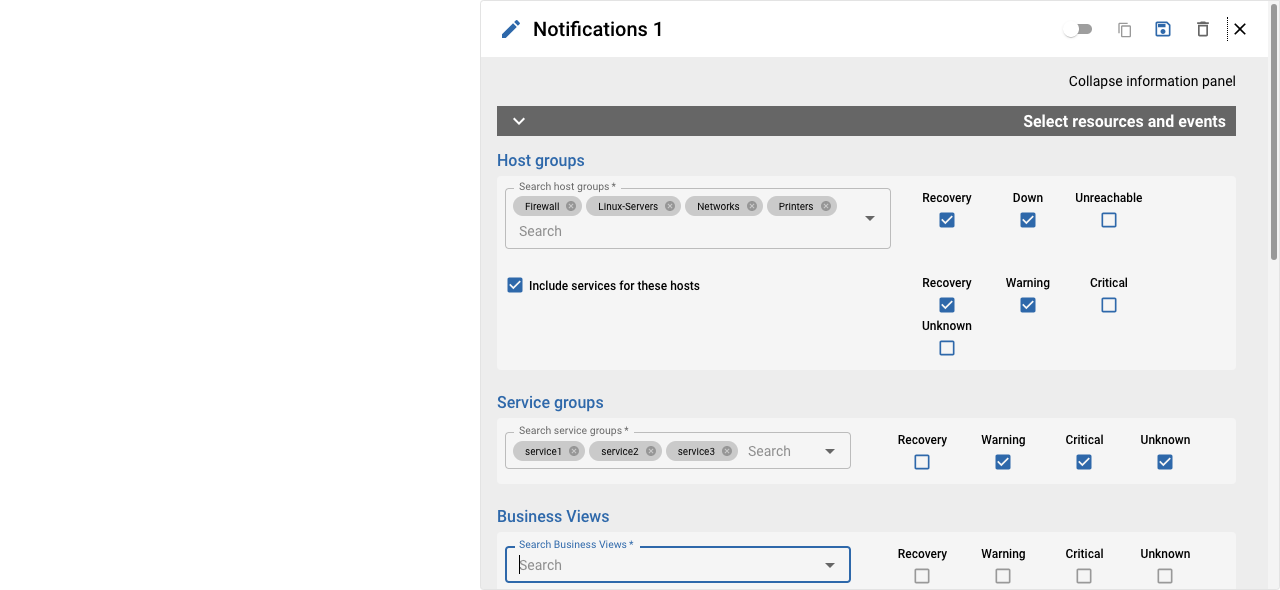 Notifications 1
Collapse information panel
Select resources and events
Host groups
Search host groups *
Firewall Linux-Servers Networks Printers
Search
Recovery Down Unreachable
Include services for these hosts
Recovery Warning Critical
Unknown
Service groups
Search service groups *
service1 service2 service3 Search
Recovery Warning Critical Unknown
Business Views
Search Business Views *
Search
Recovery Warning Critical Unknown